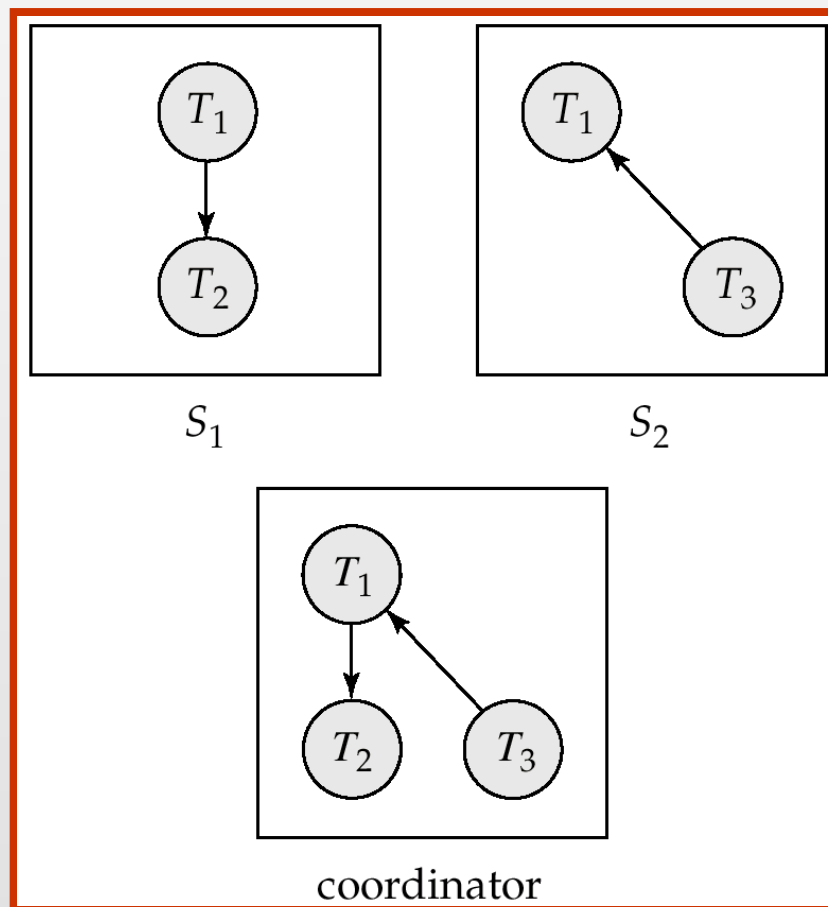 T₁ T₁
T₂ T₃
S₁ S₂
T₁
T₂ T₃
coordinator